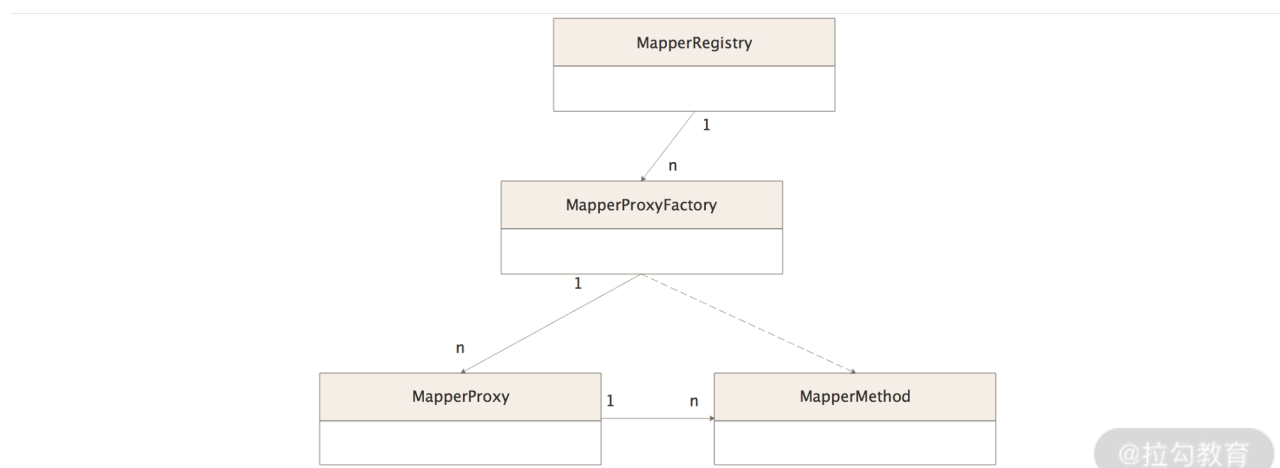 MapperRegistry
1
n
MapperProxyFactory
1
n
MapperProxy
1
n
MapperMethod
@拉勾教育